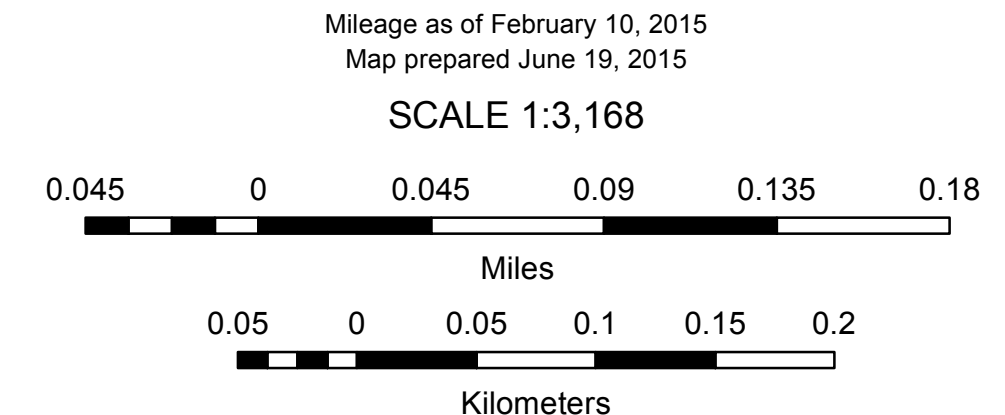 Mileage as of February 10, 2015
Map prepared June 19, 2015
SCALE 1:3,168
0.045 0 0.045 0.09 0.135 0.18
Miles
0.05 0 0.05 0.1 0.15 0.2
Kilometers